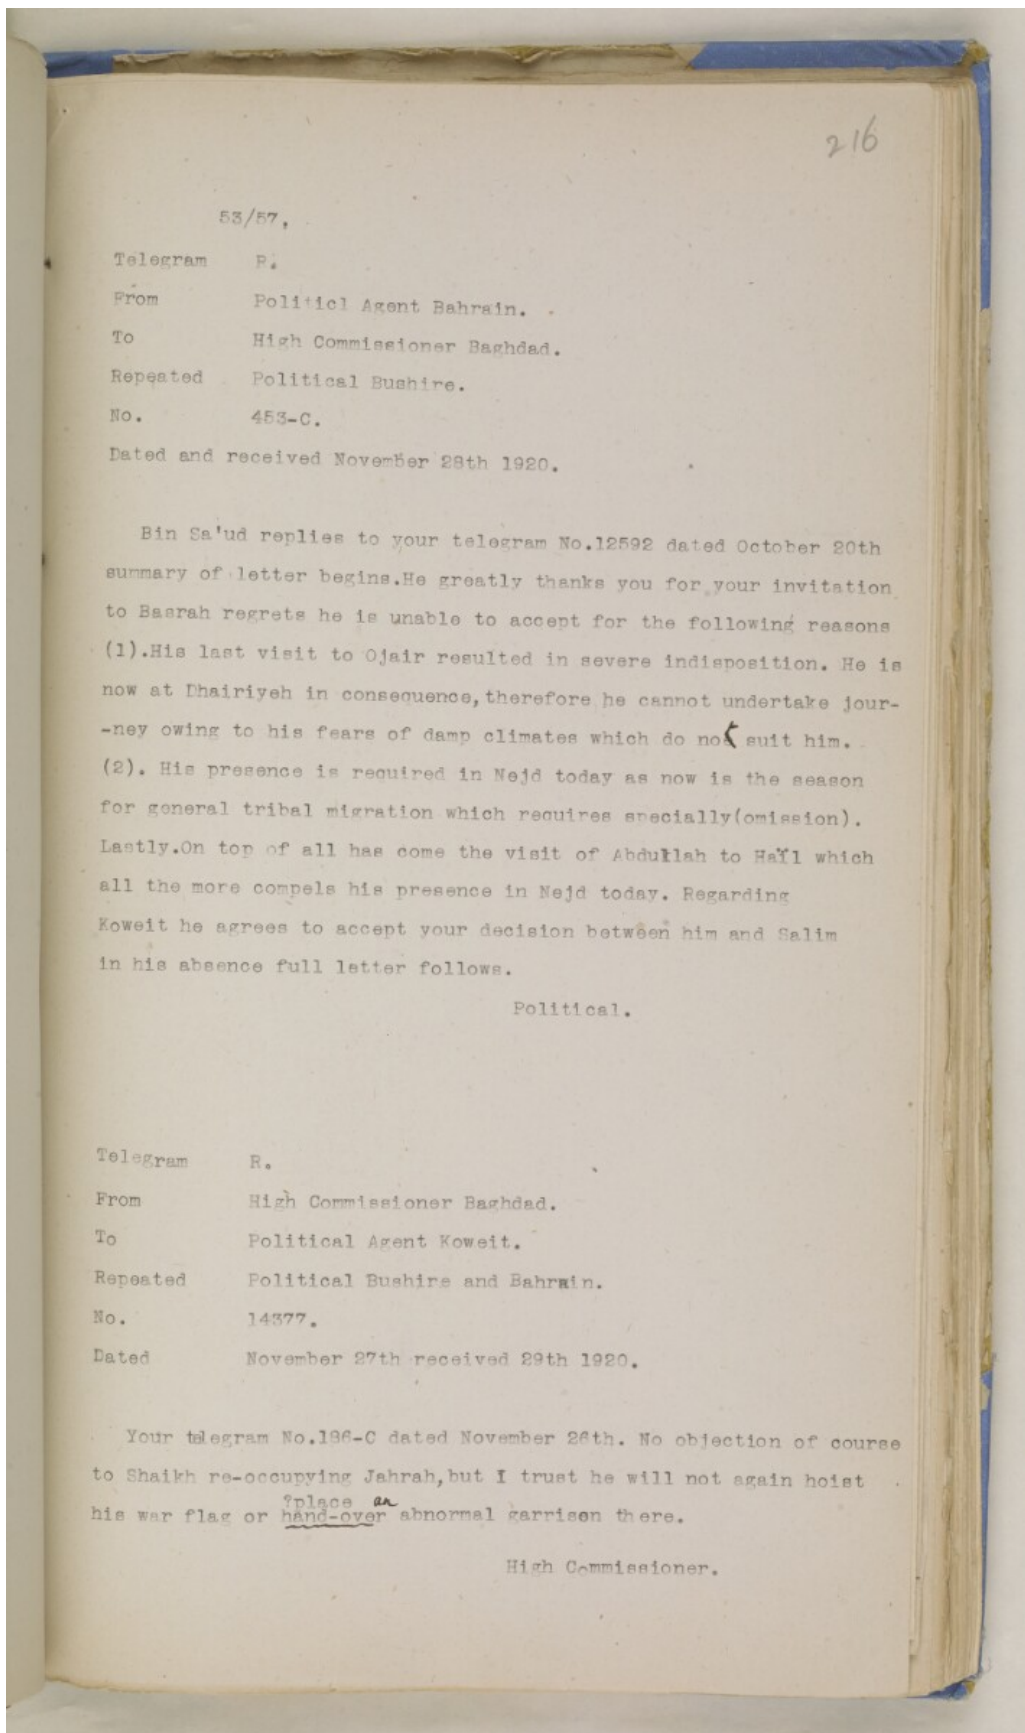 216
53/57,
Telegram P.
From Politicl Agent Bahrain.
To High Commissioner Baghdad.
Repeated Political Bushire.
No. 453-C.
Dated and received November 28th 1920.
Bin Sa'ud replies to your telegram No.12592 dated October 20th
summary of letter begins.He greatly thanks you for your invitation
to Basrah regrets he is unable to accept for the following reasons
(1).His last visit to Ojair resulted in severe indisposition. He is
now at Dhairiyeh in consequence,therefore he cannot undertake jour-
-ney owing to his fears of damp climates which do not suit him.
(2). His presence is required in Nejd today as now is the season
for general tribal migration which requires specially(omission).
Lastly.On top of all has come the visit of Abdullah to Hail which
all the more compels his presence in Nejd today. Regarding
Koweit he agrees to accept your decision between him and Salim
in his absence full letter follows.
Political.
Telegram R.
From High Commissioner Baghdad.
To Political Agent Koweit.
Repeated Political Bushire and Bahrain.
No. 14377.
Dated November 27th received 29th 1920.
Your telegram No.196-C dated November 26th. No objection of course
to Shaikh re-occupying Jahrah,but I trust he will not again hoist
?place an
his war flag or hand-over abnormal garrison there.
High Commissioner.